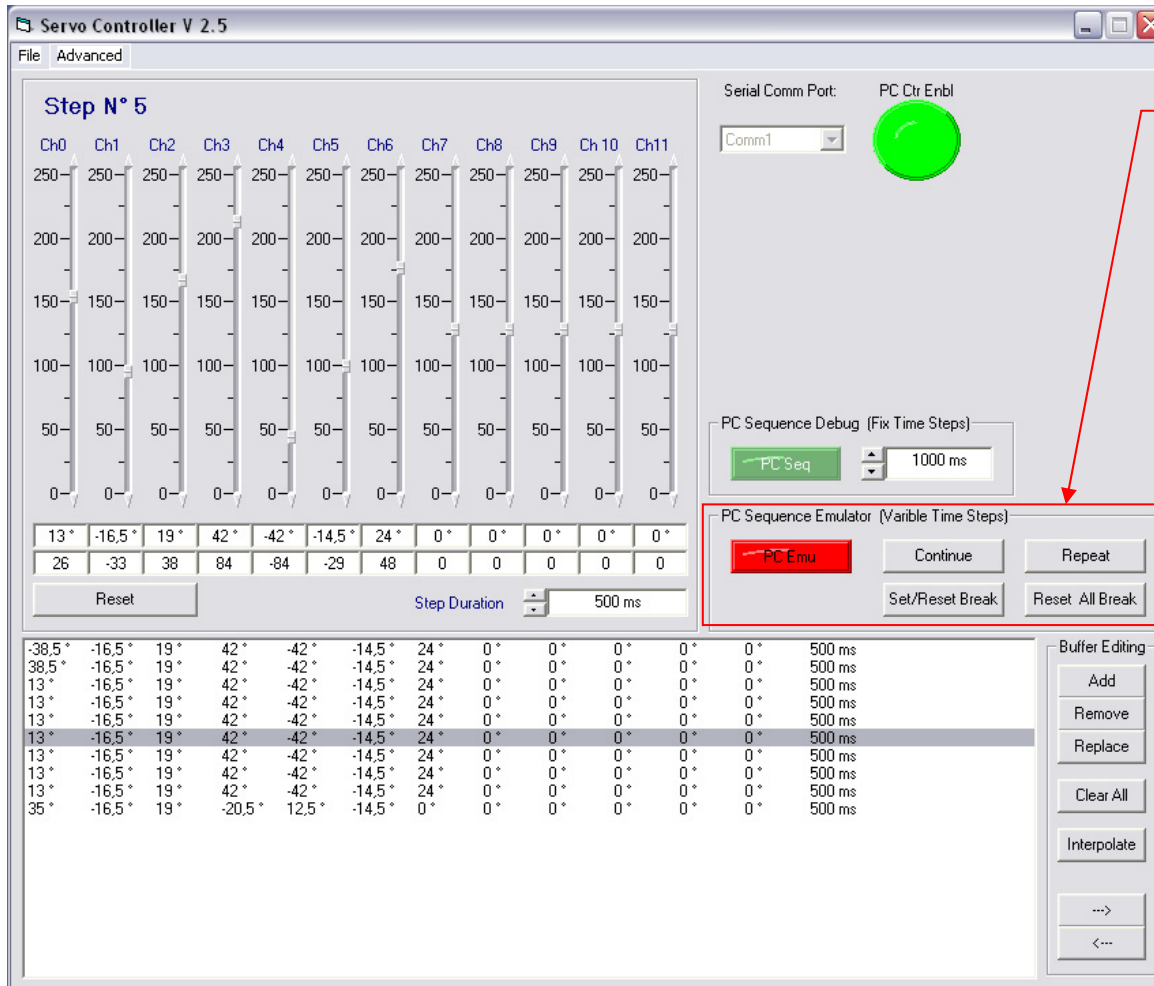 Servo Controller V 2.5
File Advanced
Step N° 5
Serial Comm Port: PC Ctr Enbl
Comm1
Ch0 Ch1 Ch2 Ch3 Ch4 Ch5 Ch6 Ch7 Ch8 Ch9 Ch 10 Ch11
250 250 250 250 250 250 250 250 250 250 250 250
200 200 200 200 200 200 200 200 200 200 200 200
150 150 150 150 150 150 150 150 150 150 150 150
100 100 100 100 100 100 100 100 100 100 100 100
50 50 50 50 50 50 50 50 50 50 50 50
0 0 0 0 0 0 0 0 0 0 0 0
13 ° -16,5 ° 19 ° 42 ° -42 ° -14,5 ° 24 ° 0 ° 0 ° 0 ° 0 ° 0 °
26 -33 38 84 -84 -29 48 0 0 0 0 0
Reset
Step Duration 500 ms
PC Sequence Debug (Fix Time Steps)
PC Seq 1000 ms
PC Sequence Emulator (Varible Time Steps)
PC Emu Continue Repeat
Set/Reset Break Reset All Break
-38,5 ° -16,5 ° 19 ° 42 ° -42 ° -14,5 ° 24 ° 0 ° 0 ° 0 ° 0 ° 0 ° 500 ms
38,5 ° -16,5 ° 19 ° 42 ° -42 ° -14,5 ° 24 ° 0 ° 0 ° 0 ° 0 ° 0 ° 500 ms
13 ° -16,5 ° 19 ° 42 ° -42 ° -14,5 ° 24 ° 0 ° 0 ° 0 ° 0 ° 0 ° 500 ms
13 ° -16,5 ° 19 ° 42 ° -42 ° -14,5 ° 24 ° 0 ° 0 ° 0 ° 0 ° 0 ° 500 ms
13 ° -16,5 ° 19 ° 42 ° -42 ° -14,5 ° 24 ° 0 ° 0 ° 0 ° 0 ° 0 ° 500 ms
13 ° -16,5 ° 19 ° 42 ° -42 ° -14,5 ° 24 ° 0 ° 0 ° 0 ° 0 ° 0 ° 500 ms
13 ° -16,5 ° 19 ° 42 ° -42 ° -14,5 ° 24 ° 0 ° 0 ° 0 ° 0 ° 0 ° 500 ms
13 ° -16,5 ° 19 ° 42 ° -42 ° -14,5 ° 24 ° 0 ° 0 ° 0 ° 0 ° 0 ° 500 ms
13 ° -16,5 ° 19 ° 42 ° -42 ° -14,5 ° 24 ° 0 ° 0 ° 0 ° 0 ° 0 ° 500 ms
35 ° -16,5 ° 19 ° -20,5 ° 12,5 ° -14,5 ° 0 ° 0 ° 0 ° 0 ° 0 ° 0 ° 500 ms
Buffer Editing
Add
Remove
Replace
Clear All
Interpolate
--->
<---